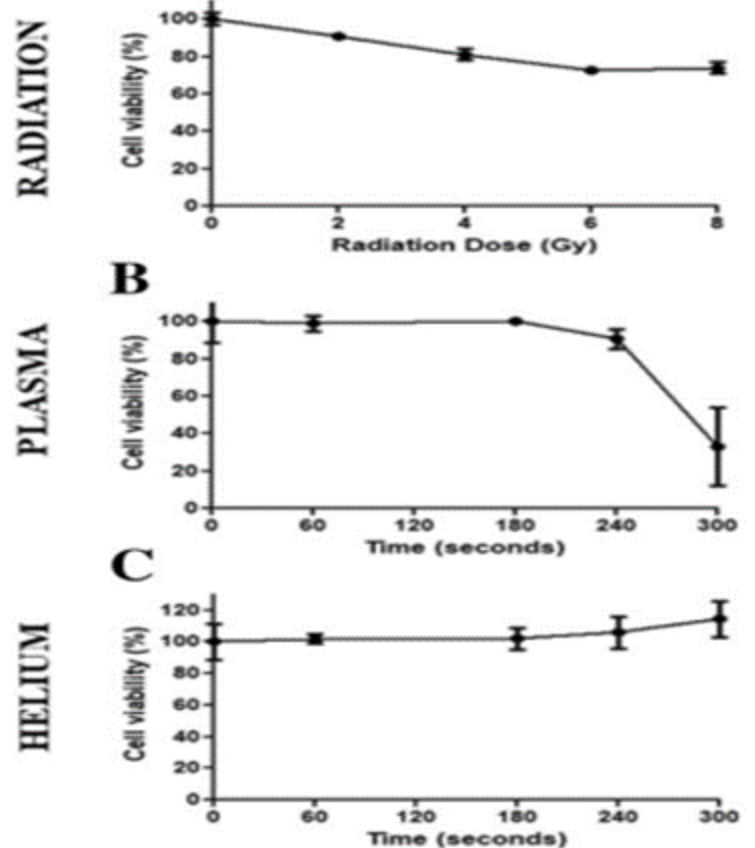 RADIATION
Cell viability (%)
100
80
60
40
20
0
0 2 4 6 8
Radiation Dose (Gy)
B
PLASMA
Cell viability (%)
100
80
60
40
20
0
0 60 120 180 240 300
Time (seconds)
C
HELIUM
Cell viability (%)
120
100
80
60
40
20
0
0 60 120 180 240 300
Time (seconds)